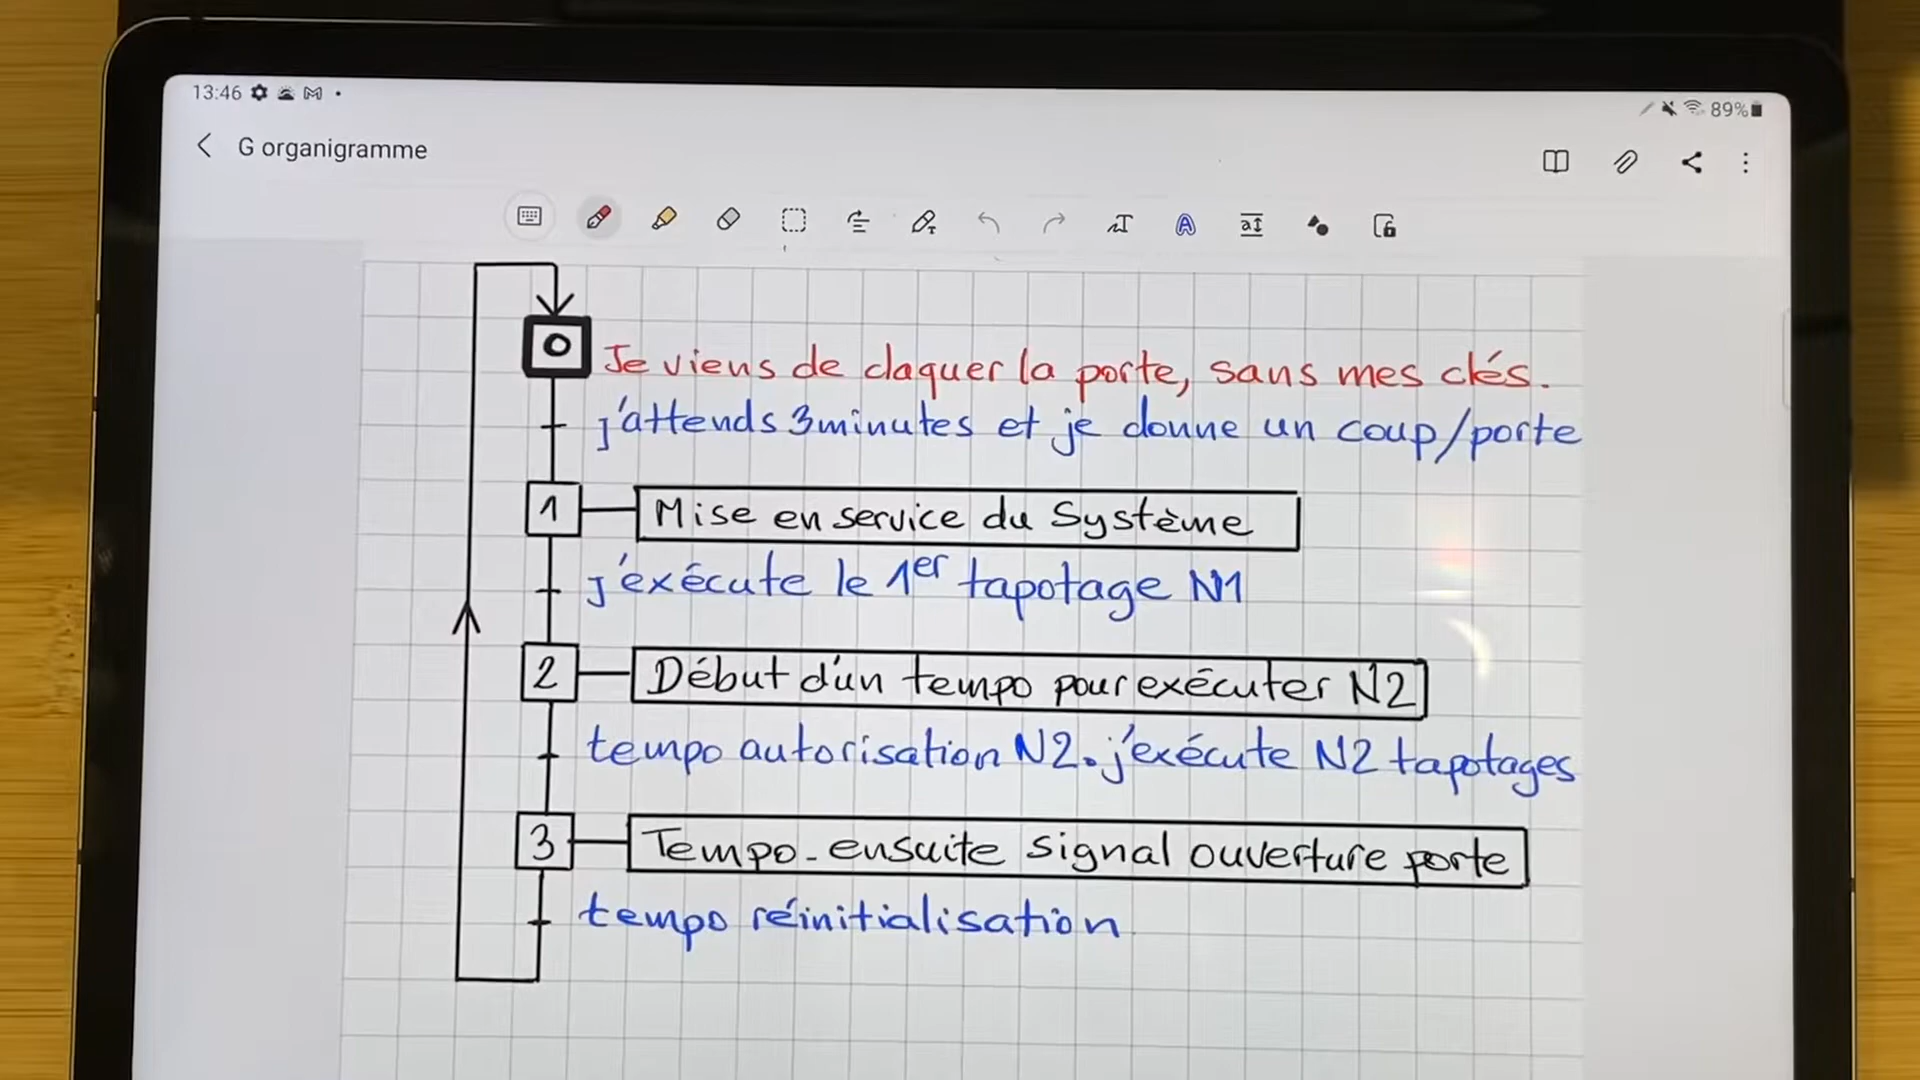 13:46
89%
G organigramme
0 Je viens de claquer la porte, sans mes clés.
j'attends 3 minutes et je donne un coup/porte
1 Mise en service du Système
j'exécute le 1er tapotage N1
2 Début d'un tempo pour exécuter N2
tempo autorisation N2. j'exécute N2 tapotages
3 Tempo - ensuite signal ouverture porte
tempo réinitialisation